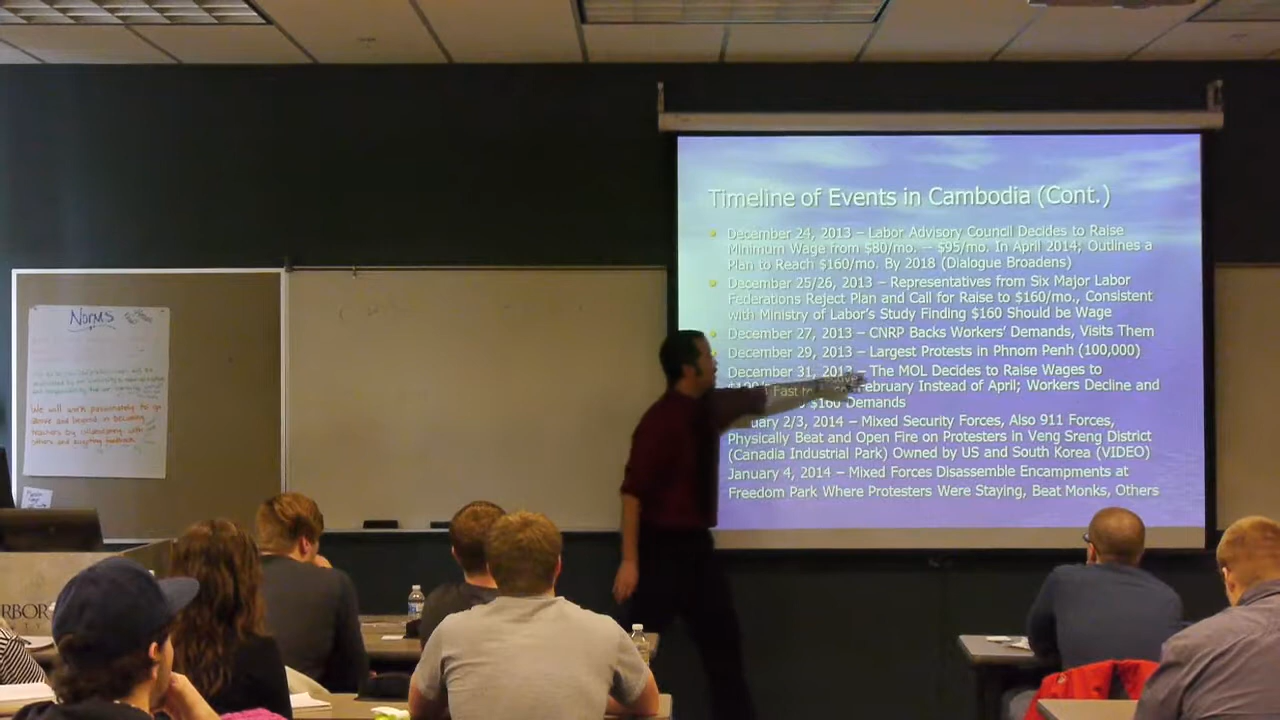 Norms
We will work passionately to go
above and beyond in becoming
teachers by collaborating with
others and accepting feedback.
RBOR
Timeline of Events in Cambodia (Cont.)
December 24, 2013 – Labor Advisory Council Decides to Raise
Minimum Wage from $80/mo. -- $95/mo. In April 2014; Outlines a
Plan to Reach $160/mo. By 2018 (Dialogue Broadens)
December 25/26, 2013 – Representatives from Six Major Labor
Federations Reject Plan and Call for Raise to $160/mo., Consistent
with Ministry of Labor's Study Finding $160 Should be Wage
December 27, 2013 – CNRP Backs Workers' Demands, Visits Them
December 29, 2013 – Largest Protests in Phnom Penh (100,000)
December 31, 2013 – The MOL Decides to Raise Wages to
February Instead of April; Workers Decline and
$160 Demands
uary 2/3, 2014 – Mixed Security Forces, Also 911 Forces,
Physically Beat and Open Fire on Protesters in Veng Sreng District
(Canadia Industrial Park) Owned by US and South Korea (VIDEO)
January 4, 2014 – Mixed Forces Disassemble Encampments at
Freedom Park Where Protesters Were Staying, Beat Monks, Others